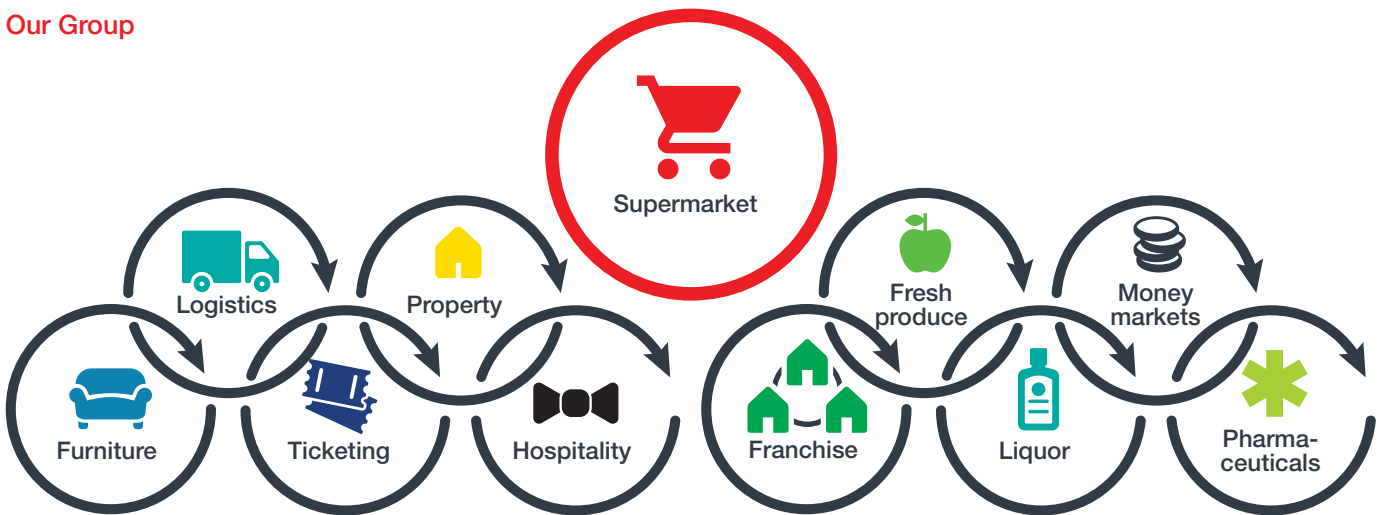 Our Group
Supermarket
Logistics
Property
Fresh
produce
Money
markets
Furniture
Ticketing
Hospitality
Franchise
Liquor
Pharma-
ceuticals